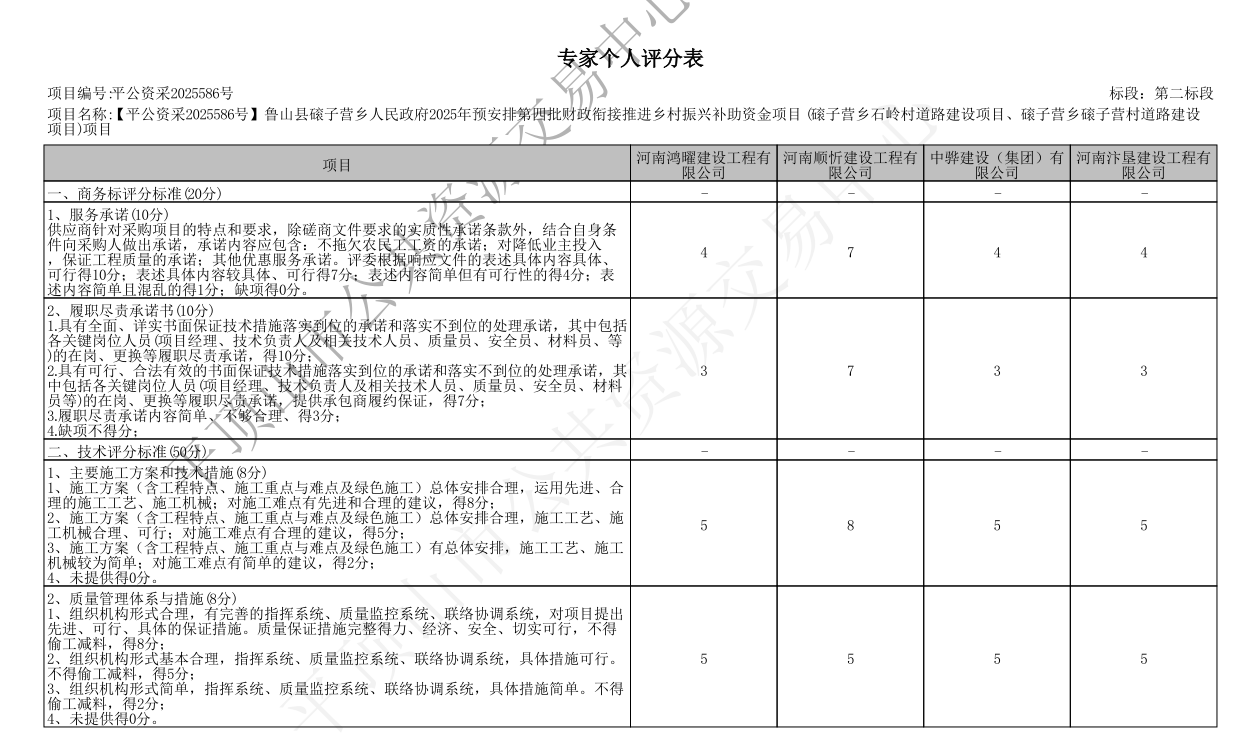 专家个人评分表
项目编号:平公资采2025586号
标段：第二标段
项目名称:【平公资采2025586号】鲁山县磙子营乡人民政府2025年预安排第四批财政衔接推进乡村振兴补助资金项目(磙子营乡石岭村道路建设项目、磙子营乡磙子营村道路建设
项目)项目
项目
河南鸿曜建设工程有
限公司
河南顺忻建设工程有
限公司
中骅建设（集团）有
限公司
河南汴垦建设工程有
限公司
一、商务标评分标准(20分)
– – – –
1、服务承诺(10分)
供应商针对采购项目的特点和要求，除磋商文件要求的实质性承诺条款外，结合自身条
件向采购人做出承诺，承诺内容应包含：不拖欠农民工工资的承诺；对降低业主投入
，保证工程质量的承诺；其他优惠服务承诺。评委根据响应文件的表述具体内容具体、
可行得10分；表述具体内容较具体、可行得7分；表述内容简单但有可行性的得4分；表
述内容简单且混乱的得1分；缺项得0分。
4 7 4 4
2、履职尽责承诺书(10分)
1.具有全面、详实书面保证技术措施落实到位的承诺和落实不到位的处理承诺，其中包括
各关键岗位人员(项目经理、技术负责人及相关技术人员、质量员、安全员、材料员、等
)的在岗、更换等履职尽责承诺，得10分；
2.具有可行、合法有效的书面保证技术措施落实到位的承诺和落实不到位的处理承诺，其
中包括各关键岗位人员(项目经理、技术负责人及相关技术人员、质量员、安全员、材料
员等)的在岗、更换等履职尽责承诺，提供承包商履约保证，得7分；
3.履职尽责承诺内容简单、不够合理、得3分；
4.缺项不得分；
3 7 3 3
二、技术评分标准(50分)
– – – –
1、主要施工方案和技术措施(8分)
1、施工方案（含工程特点、施工重点与难点及绿色施工）总体安排合理，运用先进、合
理的施工工艺、施工机械；对施工难点有先进和合理的建议，得8分；
2、施工方案（含工程特点、施工重点与难点及绿色施工）总体安排合理，施工工艺、施
工机械合理、可行；对施工难点有合理的建议，得5分；
3、施工方案（含工程特点、施工重点与难点及绿色施工）有总体安排，施工工艺、施工
机械较为简单；对施工难点有简单的建议，得2分；
4、未提供得0分。
5 8 5 5
2、质量管理体系与措施(8分)
1、组织机构形式合理，有完善的指挥系统、质量监控系统、联络协调系统，对项目提出
先进、可行、具体的保证措施。质量保证措施完整得力、经济、安全、切实可行，不得
偷工减料，得8分；
2、组织机构形式基本合理，指挥系统、质量监控系统、联络协调系统，具体措施可行。
不得偷工减料，得5分；
3、组织机构形式简单，指挥系统、质量监控系统、联络协调系统，具体措施简单。不得
偷工减料，得2分；
4、未提供得0分。
5 5 5 5
平顶山市公共资源交易中心
平顶山市公共资源交易中心